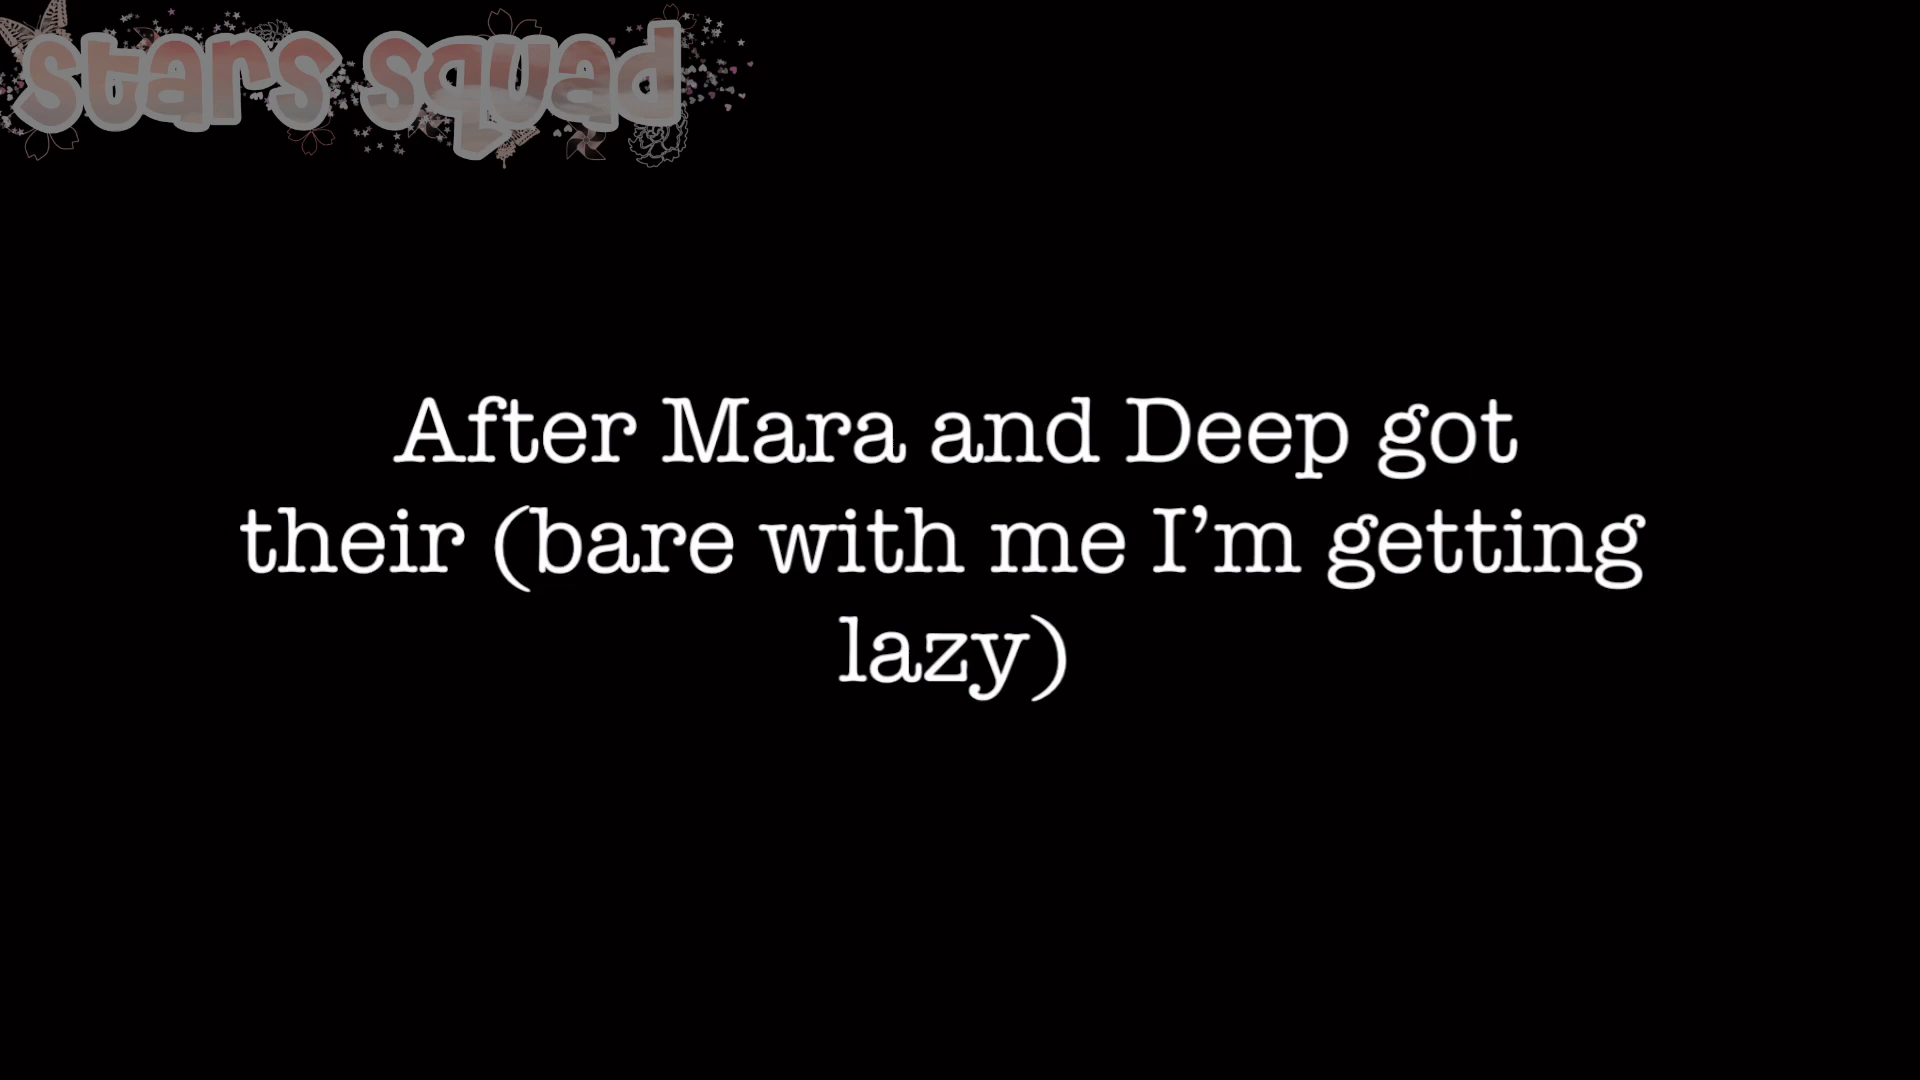 stars squad
After Mara and Deep got
their (bare with me I’m getting
lazy)